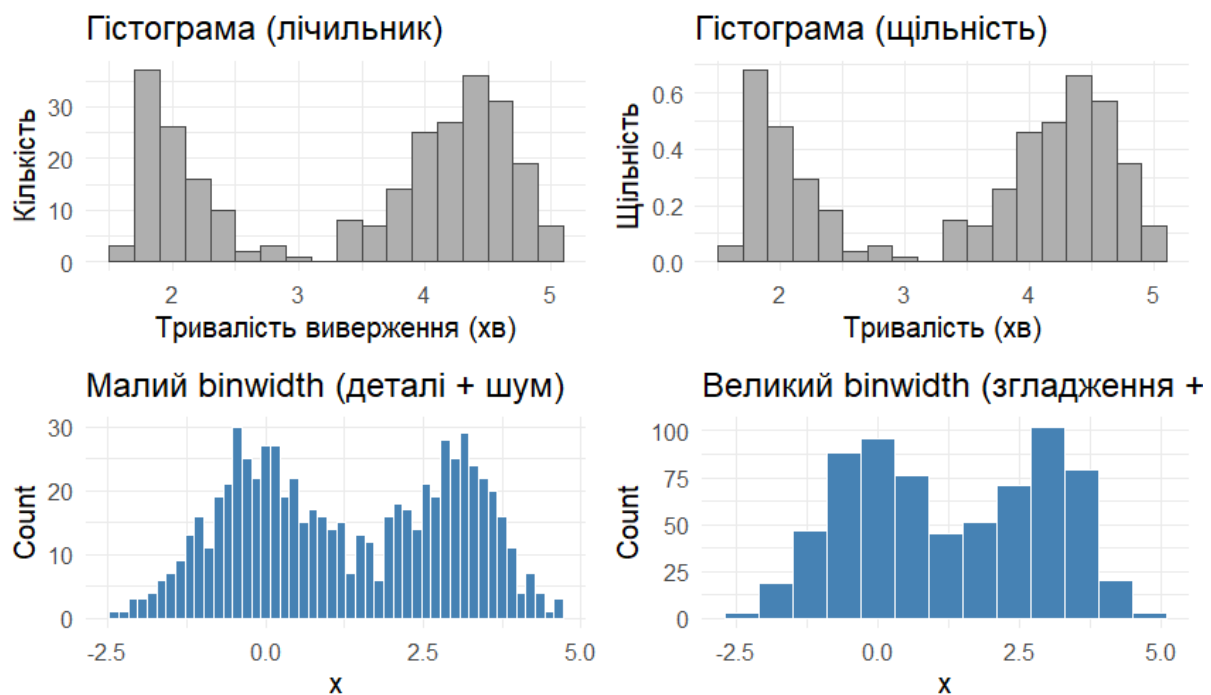 Гістограма (лічильник)
Кількість
30
20
10
0
2 3 4 5
Тривалість виверження (хв)
Гістограма (щільність)
Щільність
0.6
0.4
0.2
0.0
2 3 4 5
Тривалість (хв)
Малий binwidth (деталі + шум)
Count
30
20
10
0
-2.5 0.0 2.5 5.0
x
Великий binwidth (згладження +
Count
100
75
50
25
0
-2.5 0.0 2.5 5.0
x